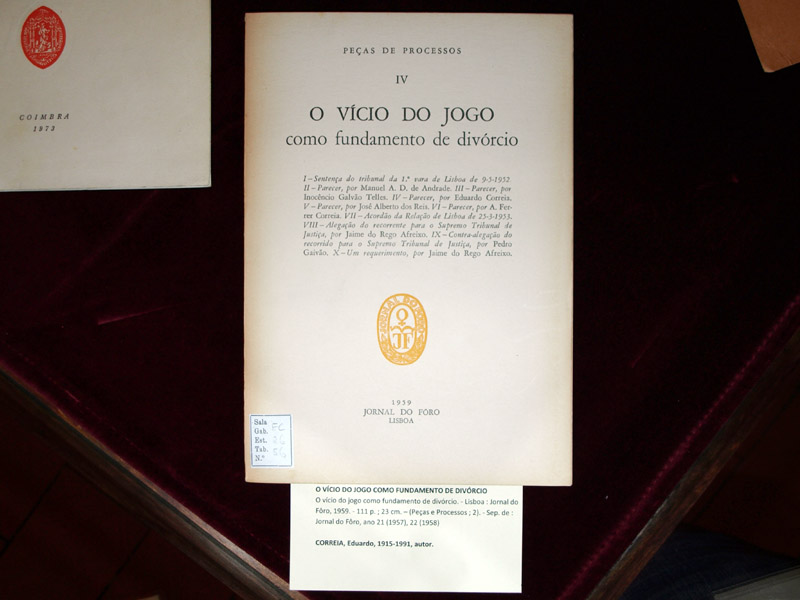 COIMBRA
1973
PEÇAS DE PROCESSOS
IV
O VÍCIO DO JOGO
como fundamento de divórcio
I – Sentença do tribunal da 1.ª vara de Lisboa de 9-3-1952.
II – Parecer, por Manuel A. D. de Andrade. III – Parecer, por
Inocêncio Galvão Telles. IV – Parecer, por Eduardo Correia.
V – Parecer, por José Alberto dos Reis. VI – Parecer, por A. Fer-
rer Correia. VII – Acordão da Relação de Lisboa de 25-3-1953.
VIII – Alegação do recorrente para o Supremo Tribunal de
Justiça, por Jaime do Rego Afreixo. IX – Contra-alegação do
recorrido para o Supremo Tribunal de Justiça, por Pedro
Gaivão. X – Um requerimento, por Jaime do Rego Afreixo.
JORNAL DO FÔRO
JF
1959
JORNAL DO FÔRO
LISBOA
Sala
Gab. FC
Est.
Tab.
N.º
O VÍCIO DO JOGO COMO FUNDAMENTO DE DIVÓRCIO
O vício do jogo como fundamento de divórcio. - Lisboa : Jornal do
Fôro, 1959. - 111 p. ; 23 cm. – (Peças e Processos ; 2). - Sep. de :
Jornal do Fôro, ano 21 (1957), 22 (1958)
CORREIA, Eduardo, 1915-1991, autor.